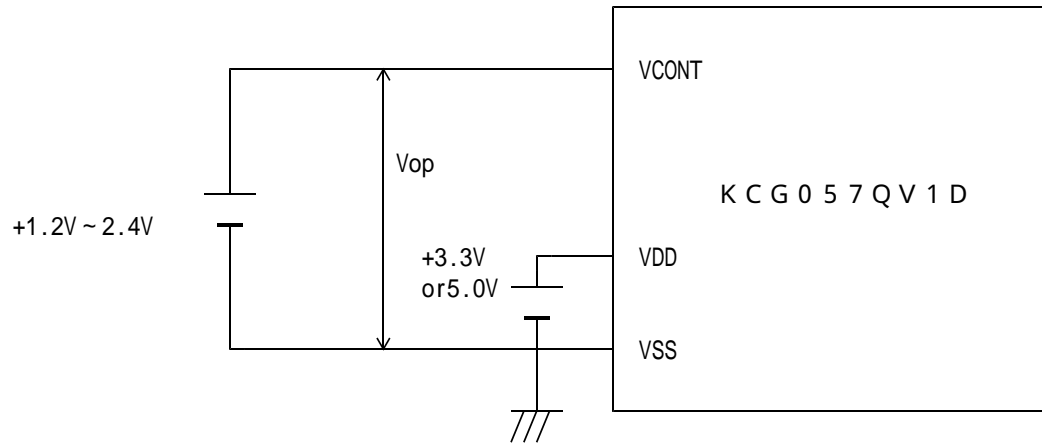 VCONT
Vop
KCG057QV1D
+1.2V~2.4V
+3.3V
or5.0V
VDD
VSS